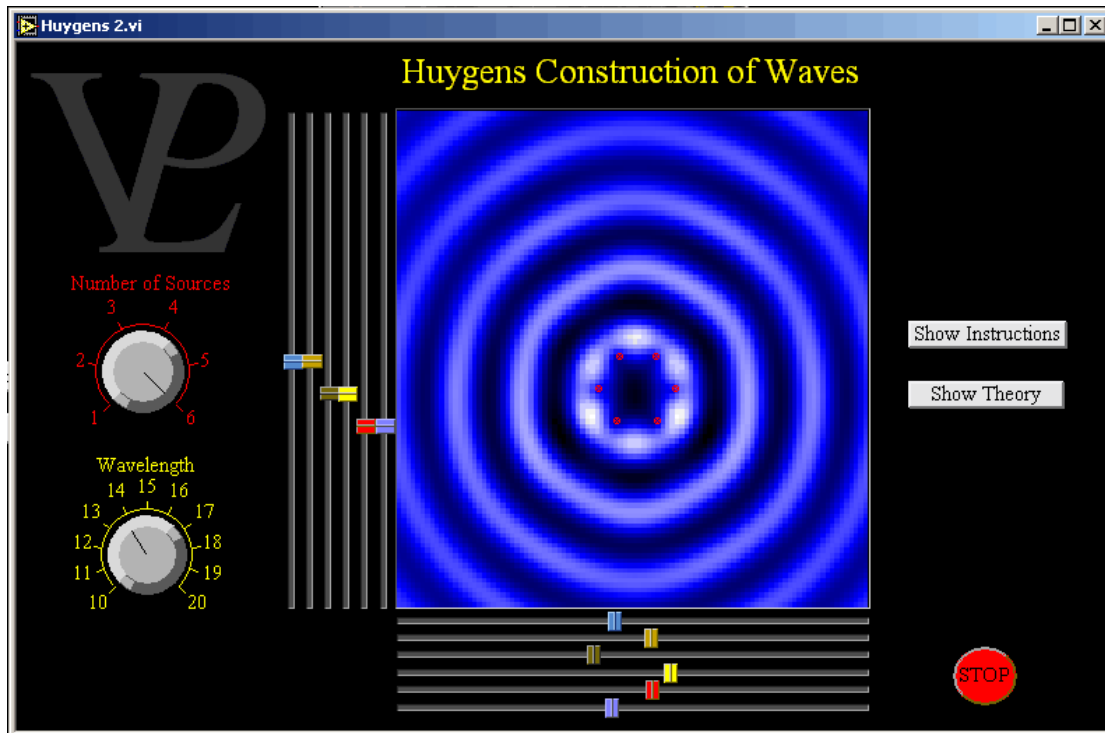 Huygens 2.vi
Huygens Construction of Waves
VPL
Number of Sources
1 2 3 4 5 6
Wavelength
10 11 12 13 14 15 16 17 18 19 20
Show Instructions
Show Theory
STOP